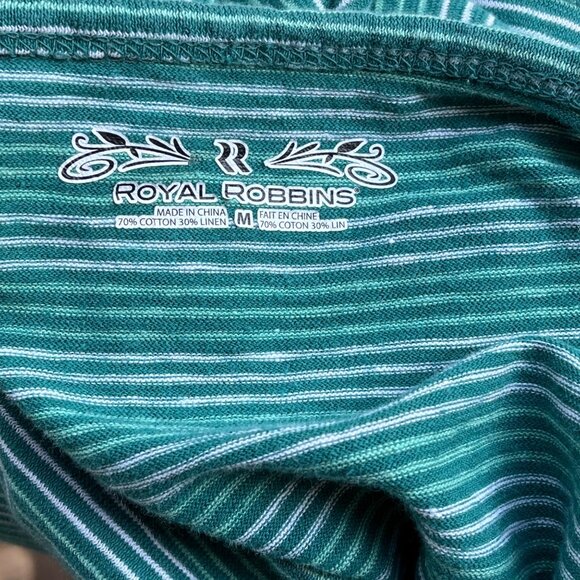 ROYAL ROBBINS
MADE IN CHINA
70% COTTON 30% LINEN
M
FAIT EN CHINE
70% COTON 30% LIN